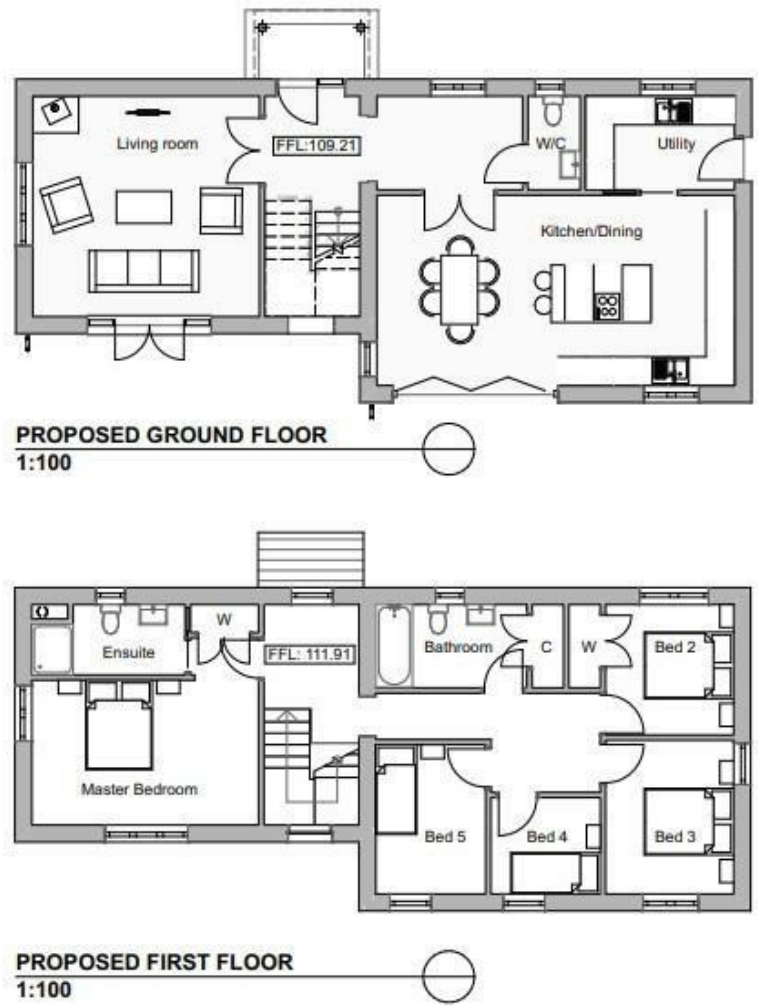 Living room
FFL:109.21
W/C
Utility
Kitchen/Dining
PROPOSED GROUND FLOOR
1:100
W
Ensuite
FFL: 111.91
Bathroom
C
W
Bed 2
Master Bedroom
Bed 5
Bed 4
Bed 3
PROPOSED FIRST FLOOR
1:100